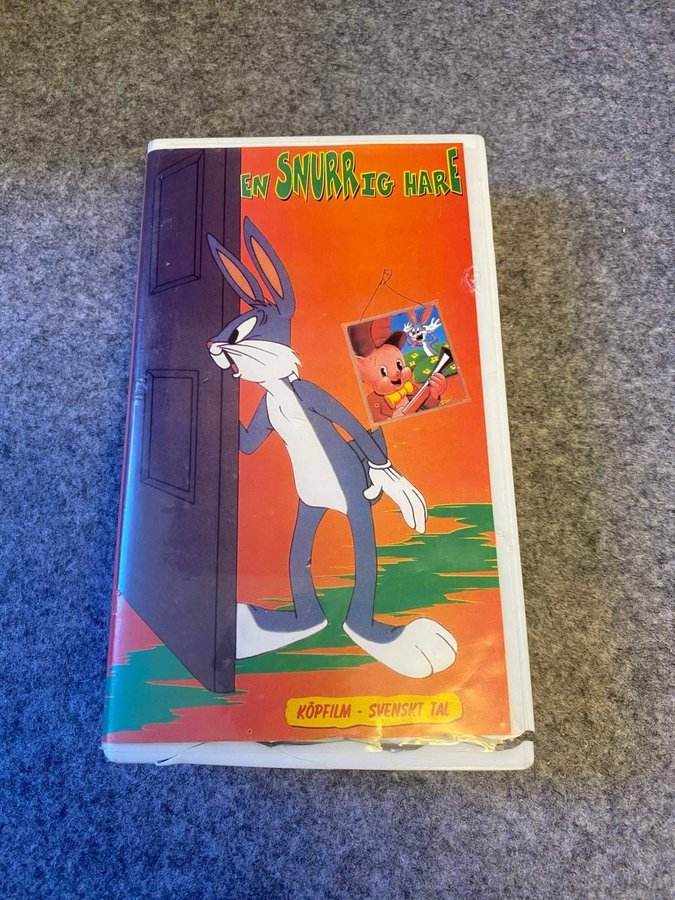 EN SNURRIG HARE
KÖPFILM - SVENSKT TAL